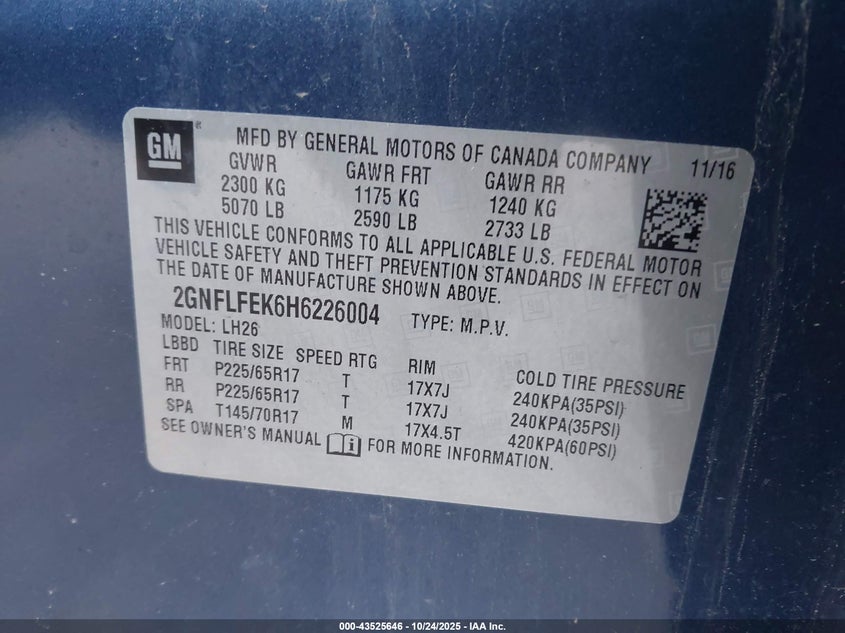 GM
MFD BY GENERAL MOTORS OF CANADA COMPANY 11/16
GVWR GAWR FRT GAWR RR
2300 KG 1175 KG 1240 KG
5070 LB 2590 LB 2733 LB
THIS VEHICLE CONFORMS TO ALL APPLICABLE U.S. FEDERAL MOTOR
VEHICLE SAFETY AND THEFT PREVENTION STANDARDS IN EFFECT ON
THE DATE OF MANUFACTURE SHOWN ABOVE.
2GNFLFEK6H6226004 TYPE: M.P.V.
MODEL: LH26
LBBD TIRE SIZE SPEED RTG RIM COLD TIRE PRESSURE
FRT P225/65R17 T 17X7J 240KPA(35PSI)
RR P225/65R17 T 17X7J 240KPA(35PSI)
SPA T145/70R17 M 17X4.5T 420KPA(60PSI)
SEE OWNER'S MANUAL FOR MORE INFORMATION.
000-43525646 - 10/24/2025 - IAA Inc.